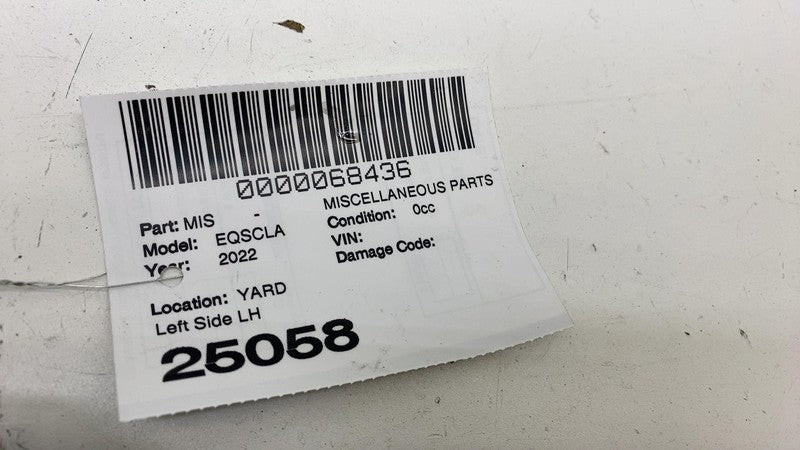 0000068436
Part: MIS - MISCELLANEOUS PARTS
Model: EQSCLA Condition: 0cc
Year: 2022 VIN:
Damage Code:
Location: YARD
Left Side LH
25058